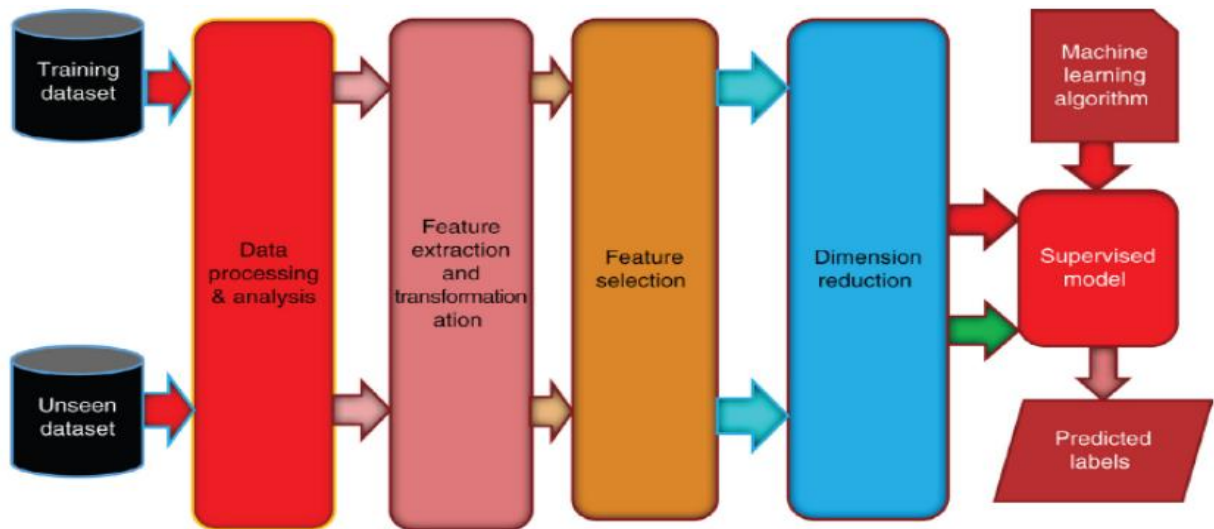 Training
dataset
Unseen
dataset
Data
processing
& analysis
Feature
extraction
and
transformation
ation
Feature
selection
Dimension
reduction
Machine
learning
algorithm
Supervised
model
Predicted
labels